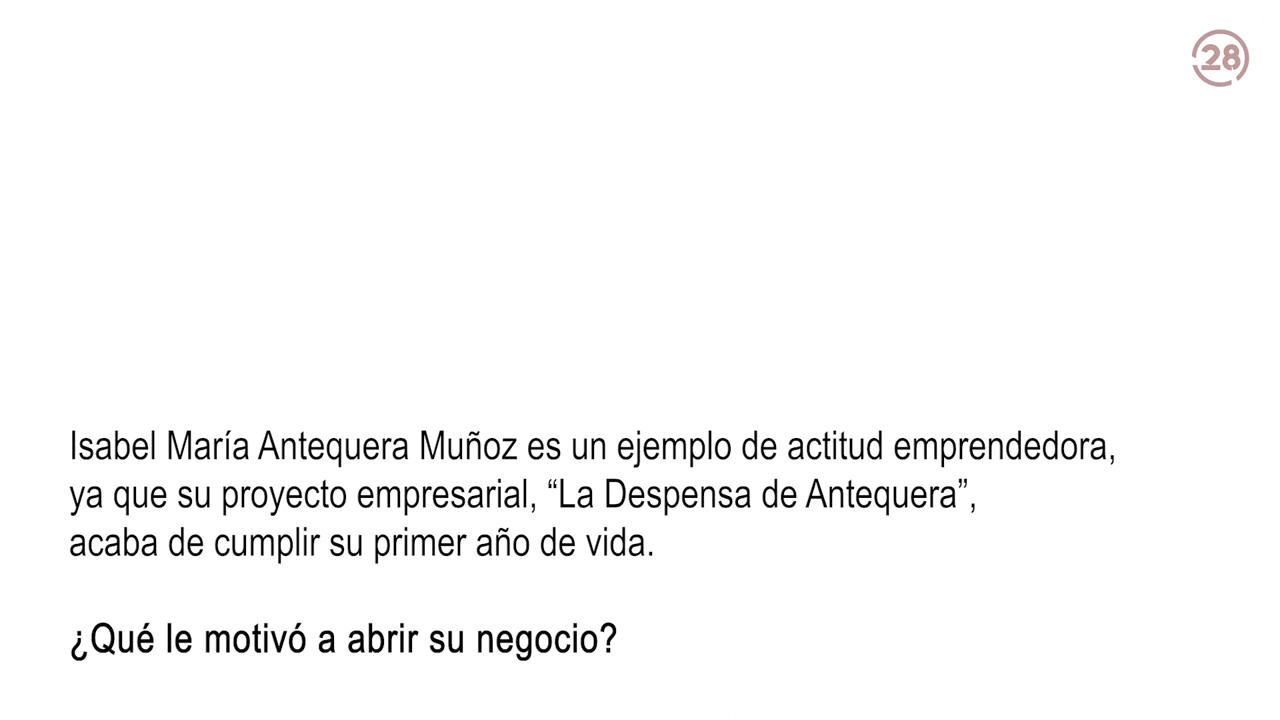 28
Isabel María Antequera Muñoz es un ejemplo de actitud emprendedora,
ya que su proyecto empresarial, “La Despensa de Antequera”,
acaba de cumplir su primer año de vida.
¿Qué le motivó a abrir su negocio?